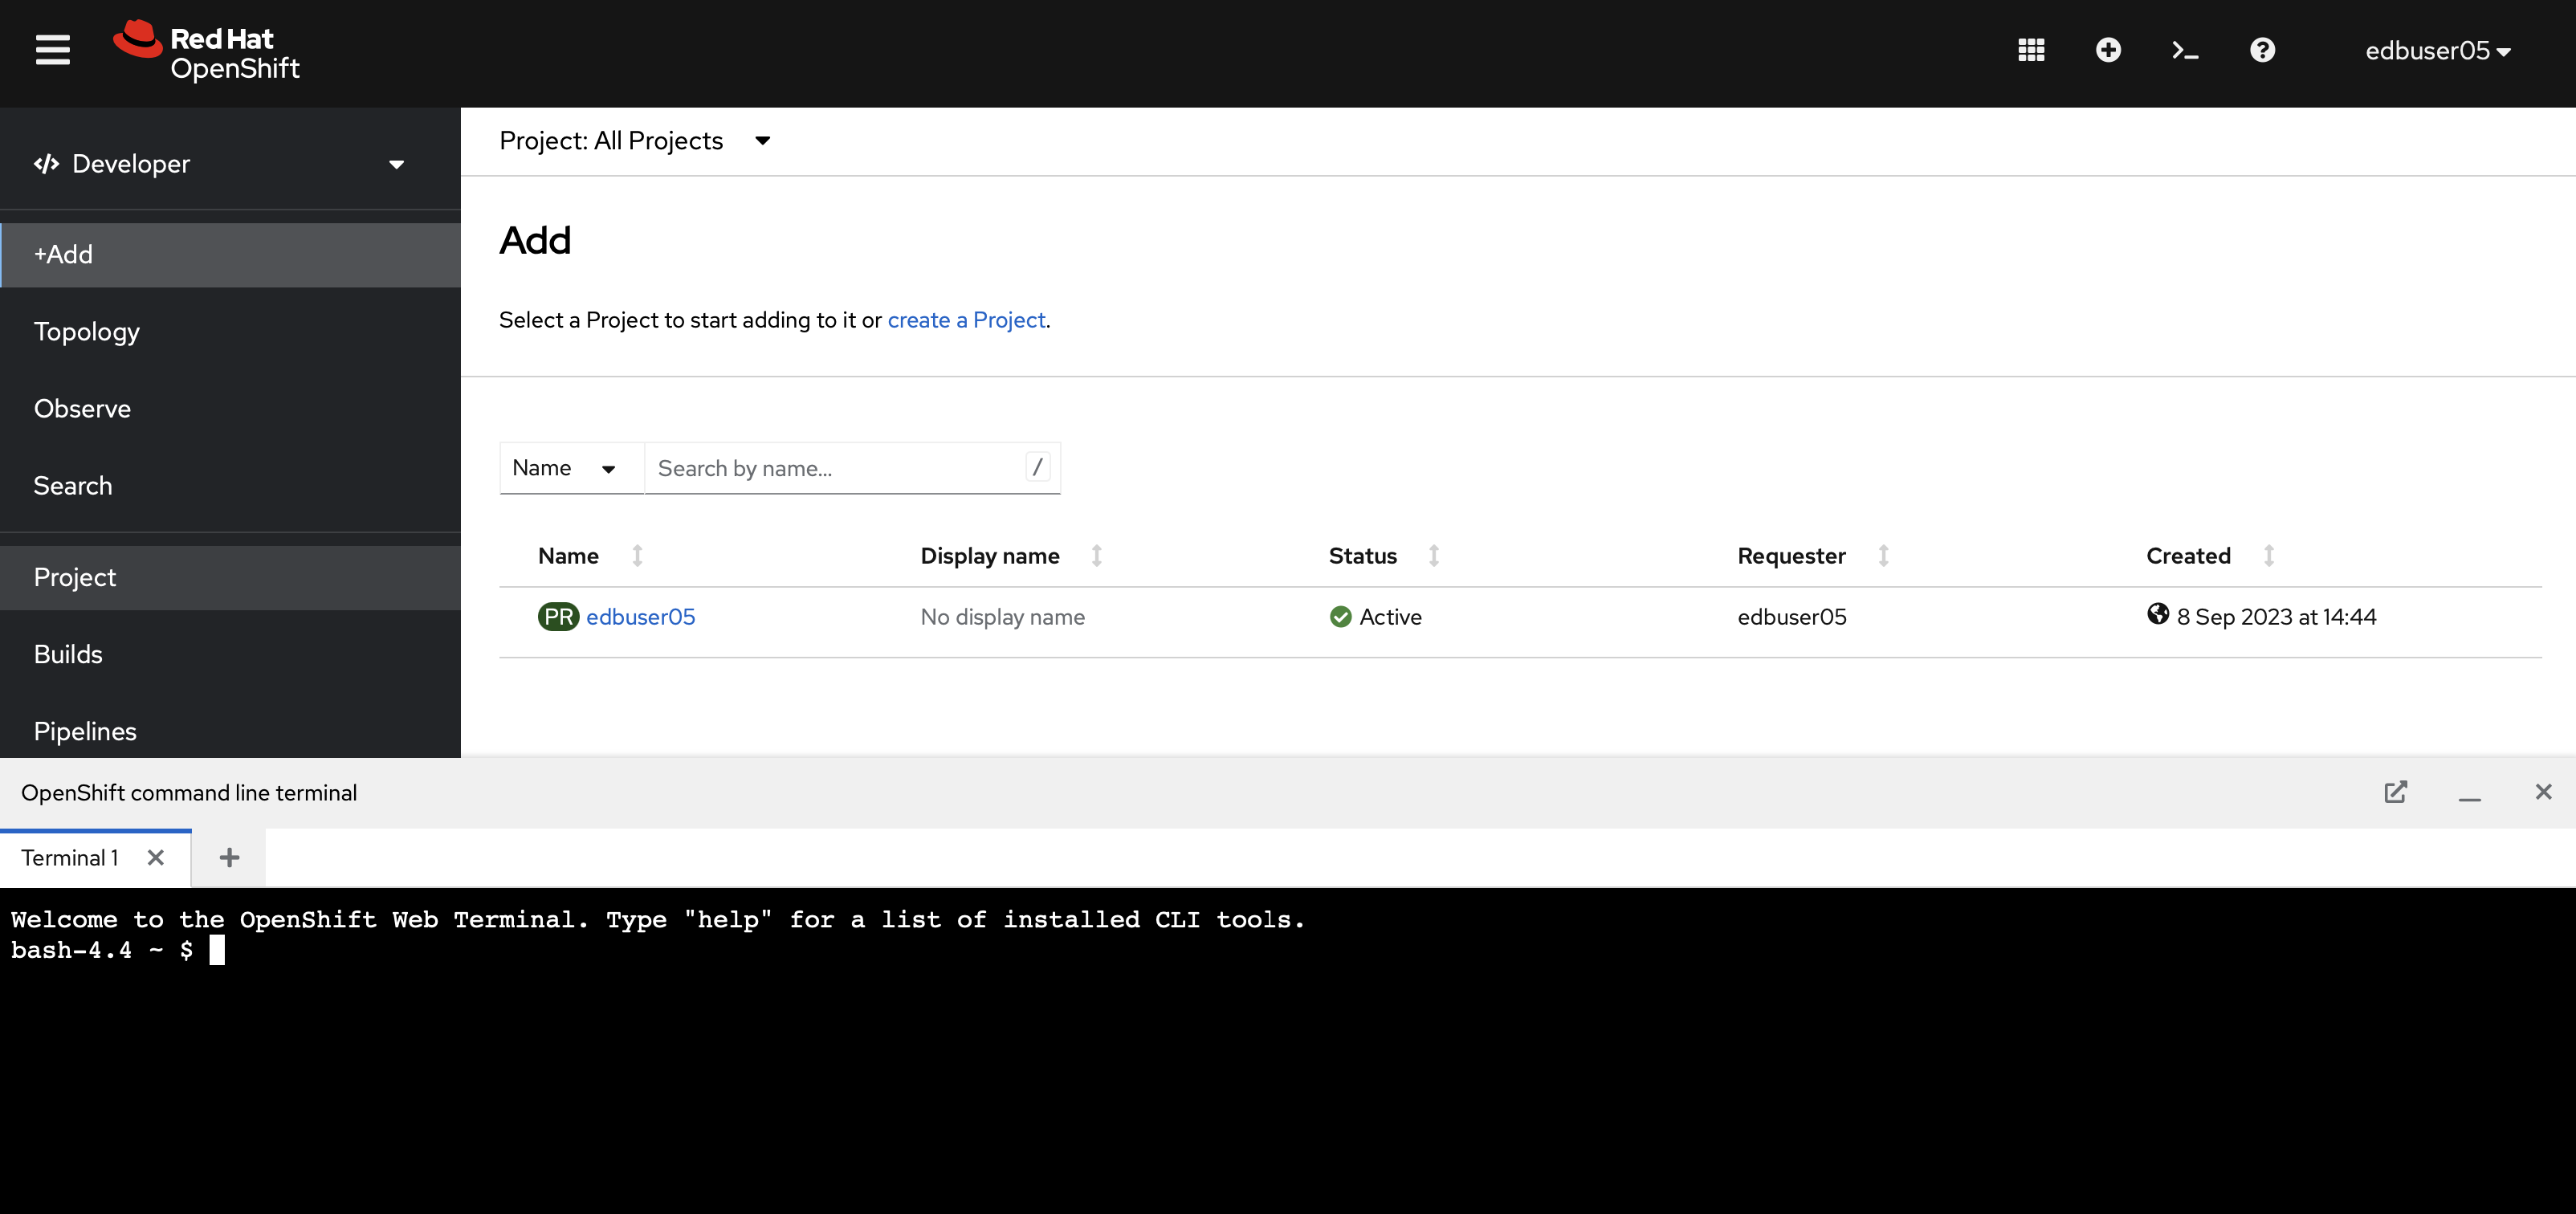 Red Hat
OpenShift
edbuser05
Developer
+Add
Topology
Observe
Search
Project
Builds
Pipelines
Project: All Projects
Add
Select a Project to start adding to it or create a Project.
Name
Search by name...
/
Name Display name Status Requester Created
PR edbuser05 No display name Active edbuser05 8 Sep 2023 at 14:44
OpenShift command line terminal
Terminal 1
Welcome to the OpenShift Web Terminal. Type "help" for a list of installed CLI tools.
bash-4.4 ~ $